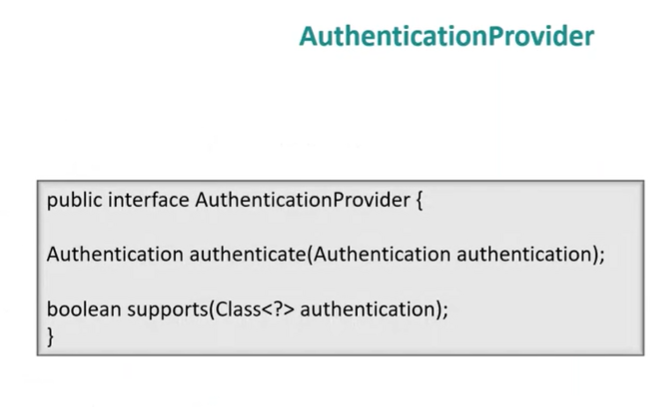 AuthenticationProvider
public interface AuthenticationProvider {
Authentication authenticate(Authentication authentication);
boolean supports(Class<?> authentication);
}